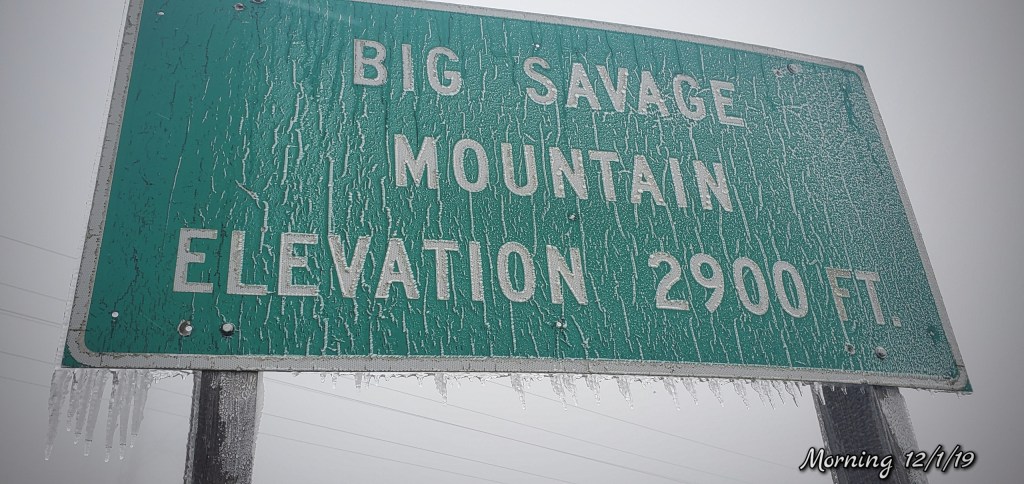 BIG SAVAGE
MOUNTAIN
ELEVATION 2900 FT.
Morning 12/1/19